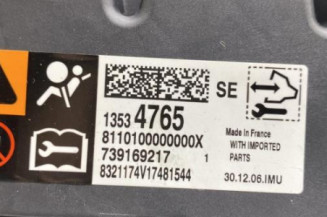 SE
1353 4765
8110100000000X
739169217 1
8321174V17481544
Made In France
WITH IMPORTED
PARTS
30.12.06.IMU